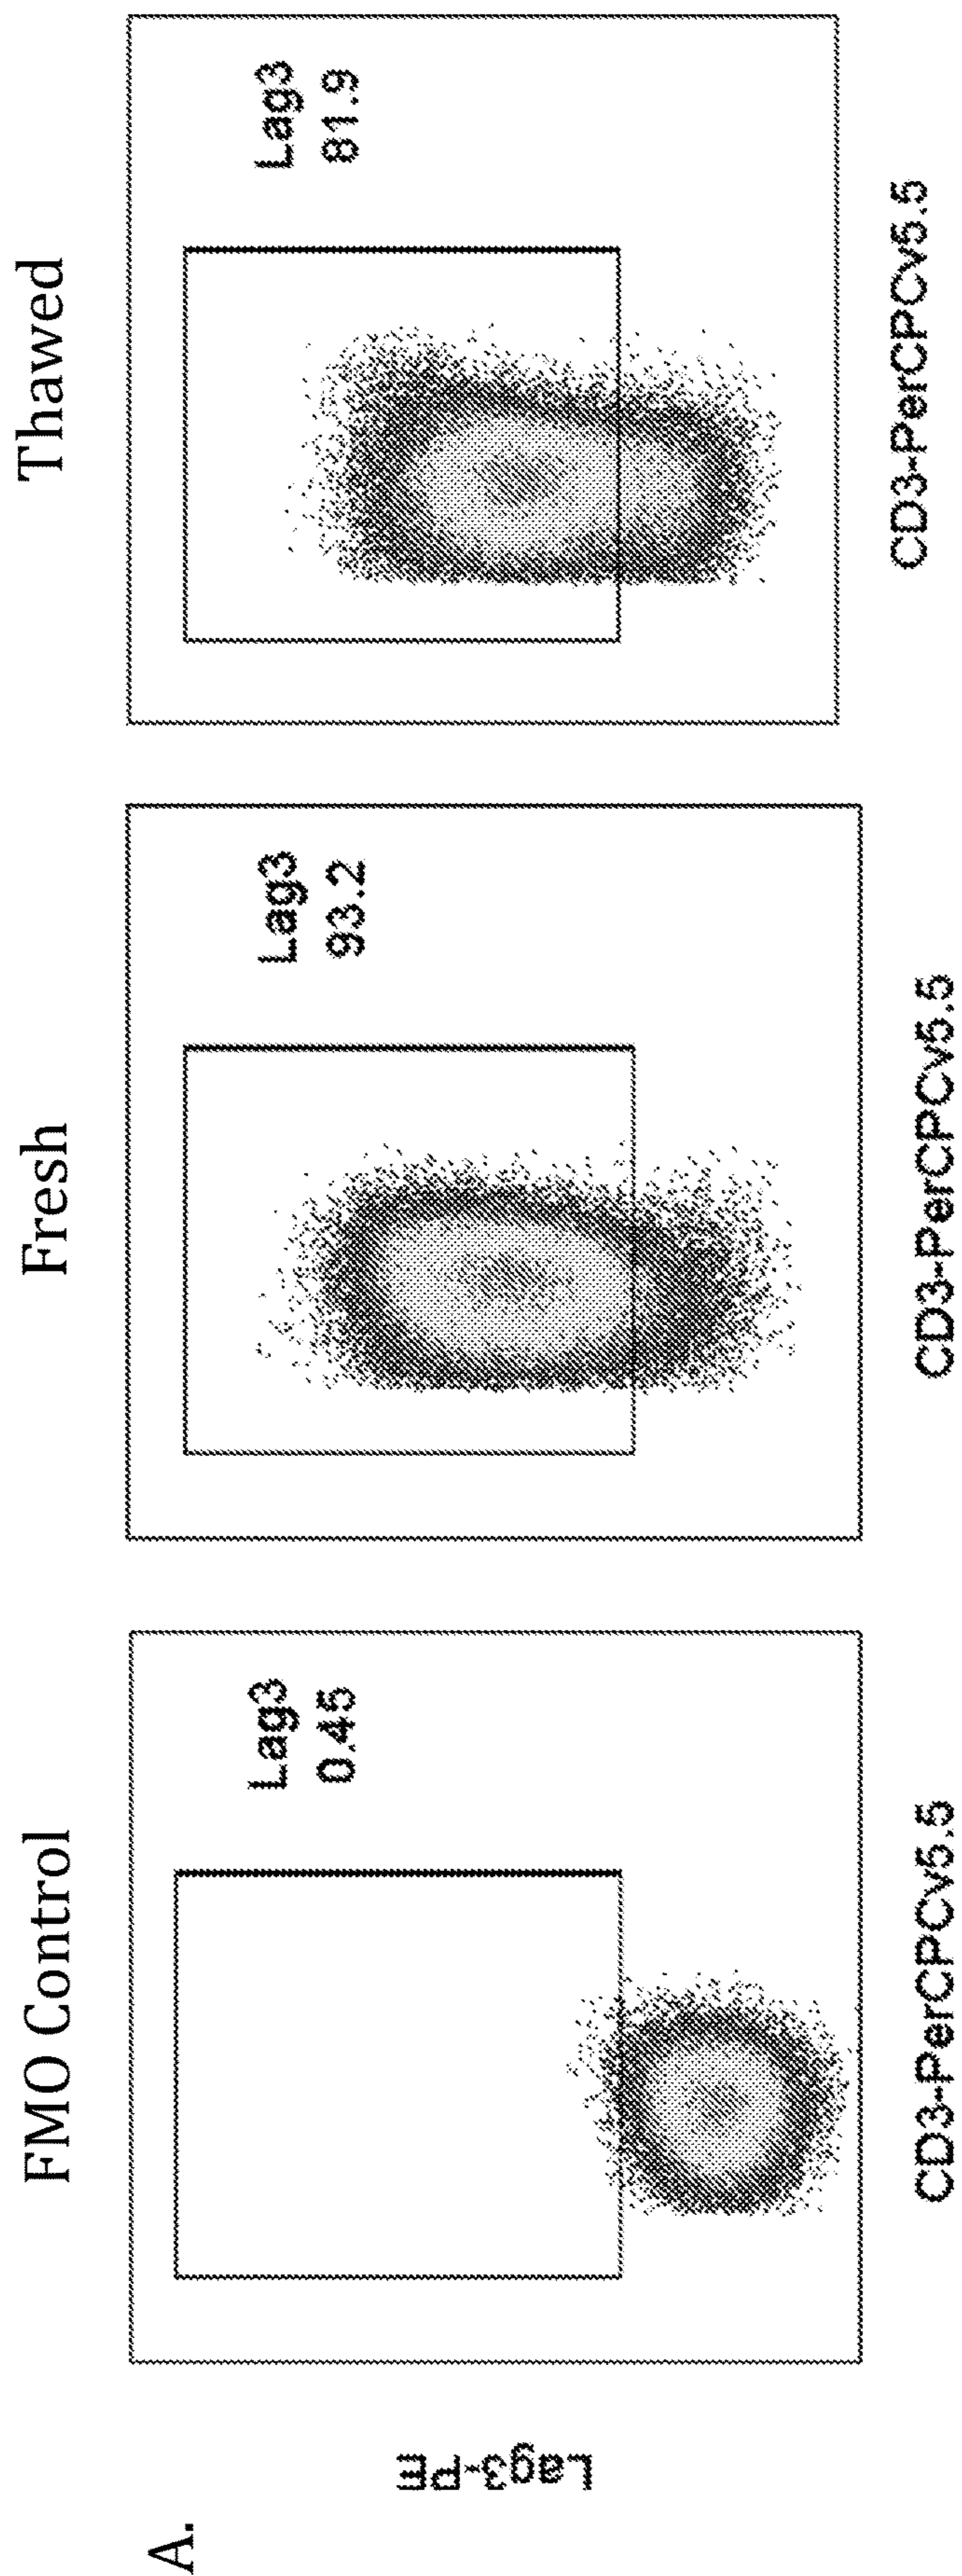 A.
FMO Control
Fresh
Thawed
Lag3-PE
Lag3
0.45
Lag3
93.2
Lag3
81.9
CD3-PerCPCv5.5
CD3-PerCPCv5.5
CD3-PerCPCv5.5